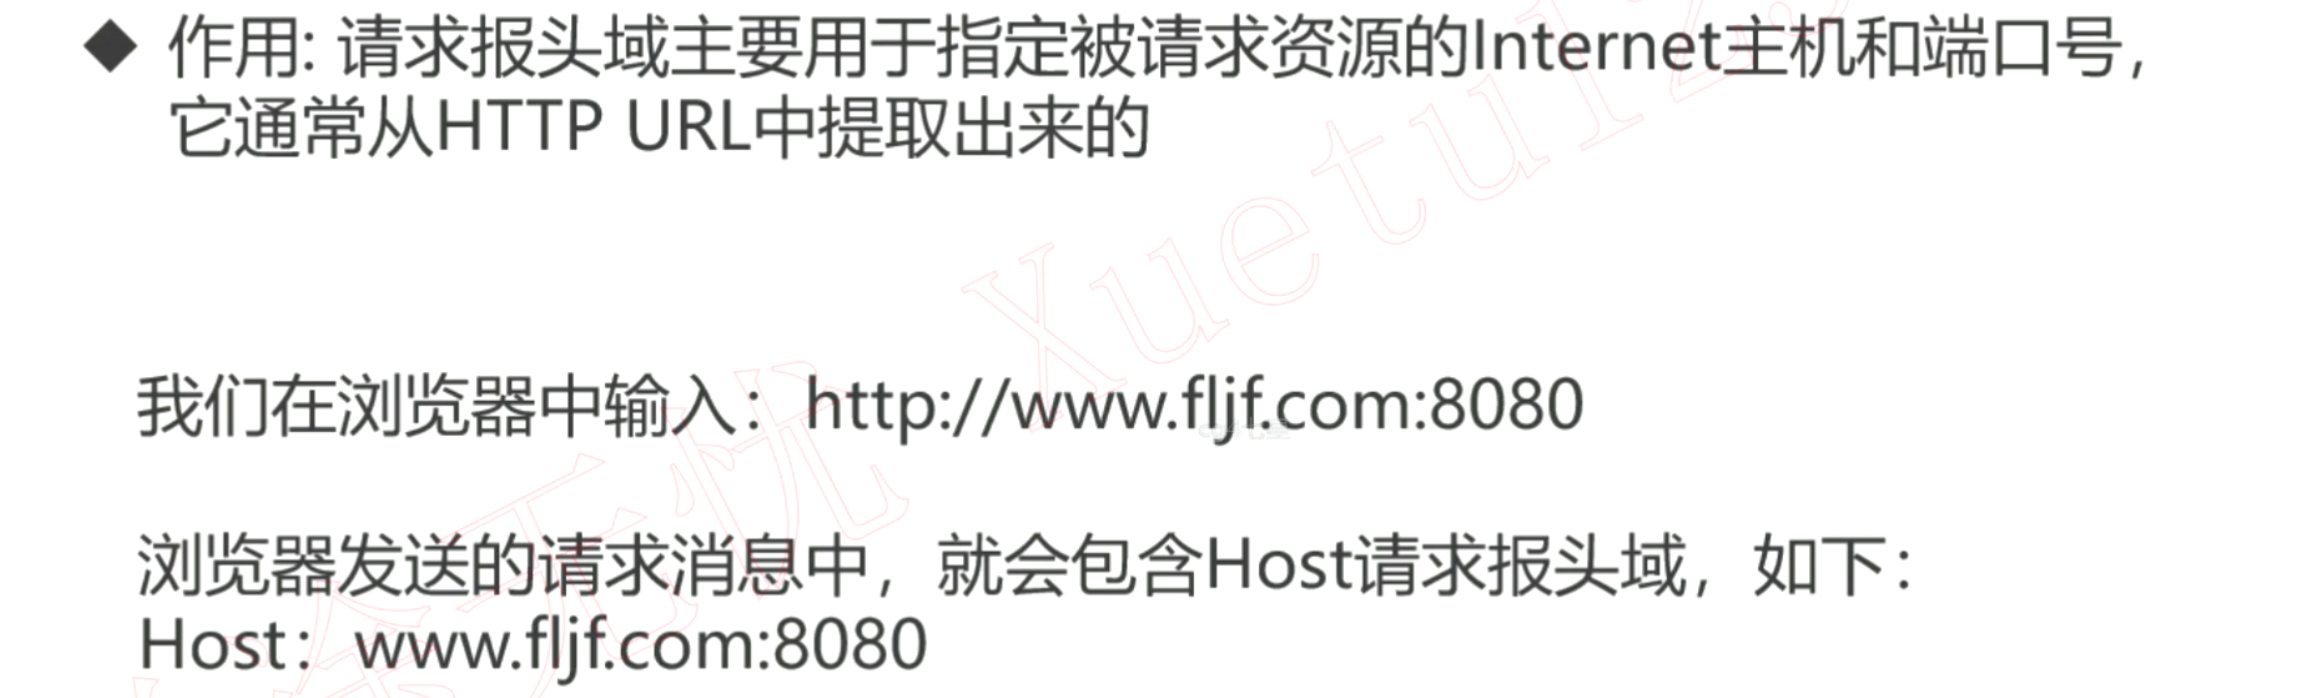 ◆ 作用: 请求报头域主要用于指定被请求资源的Internet主机和端口号，
它通常从HTTP URL中提取出来的
我们在浏览器中输入：http://www.fljf.com:8080
浏览器发送的请求消息中，就会包含Host请求报头域，如下：
Host：www.fljf.com:8080
无忧 Xuetu